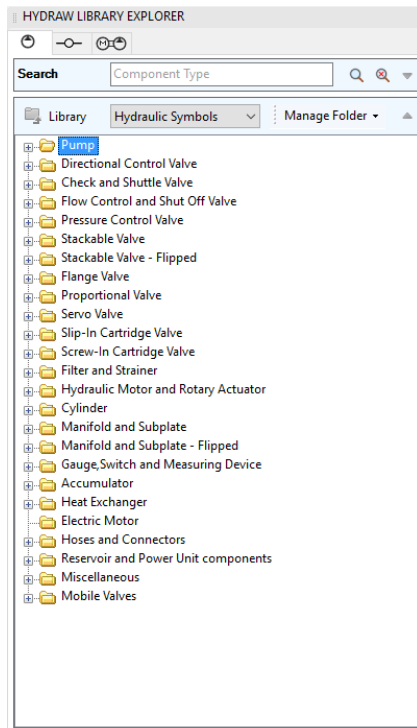 HYDRAW LIBRARY EXPLORER
M
Search Component Type
Library Hydraulic Symbols Manage Folder
Pump
Directional Control Valve
Check and Shuttle Valve
Flow Control and Shut Off Valve
Pressure Control Valve
Stackable Valve
Stackable Valve - Flipped
Flange Valve
Proportional Valve
Servo Valve
Slip-In Cartridge Valve
Screw-In Cartridge Valve
Filter and Strainer
Hydraulic Motor and Rotary Actuator
Cylinder
Manifold and Subplate
Manifold and Subplate - Flipped
Gauge,Switch and Measuring Device
Accumulator
Heat Exchanger
Electric Motor
Hoses and Connectors
Reservoir and Power Unit components
Miscellaneous
Mobile Valves